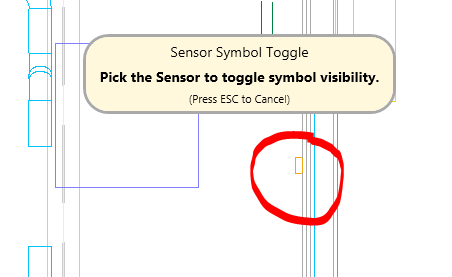 Sensor Symbol Toggle
Pick the Sensor to toggle symbol visibility.
(Press ESC to Cancel)